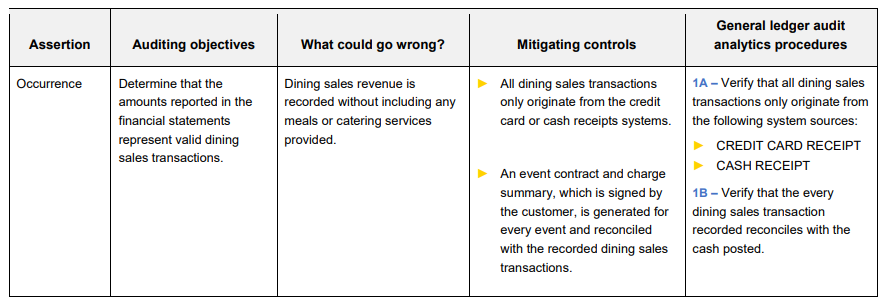 Assertion
Auditing objectives
What could go wrong?
Mitigating controls
General ledger audit
analytics procedures
Occurrence
Determine that the
amounts reported in the
financial statements
represent valid dining
sales transactions.
Dining sales revenue is
recorded without including any
meals or catering services
provided.
All dining sales transactions
only originate from the credit
card or cash receipts systems.
An event contract and charge
summary, which is signed by
the customer, is generated for
every event and reconciled
with the recorded dining sales
transactions.
1A – Verify that all dining sales
transactions only originate from
the following system sources:
CREDIT CARD RECEIPT
CASH RECEIPT
1B – Verify that the every
dining sales transaction
recorded reconciles with the
cash posted.